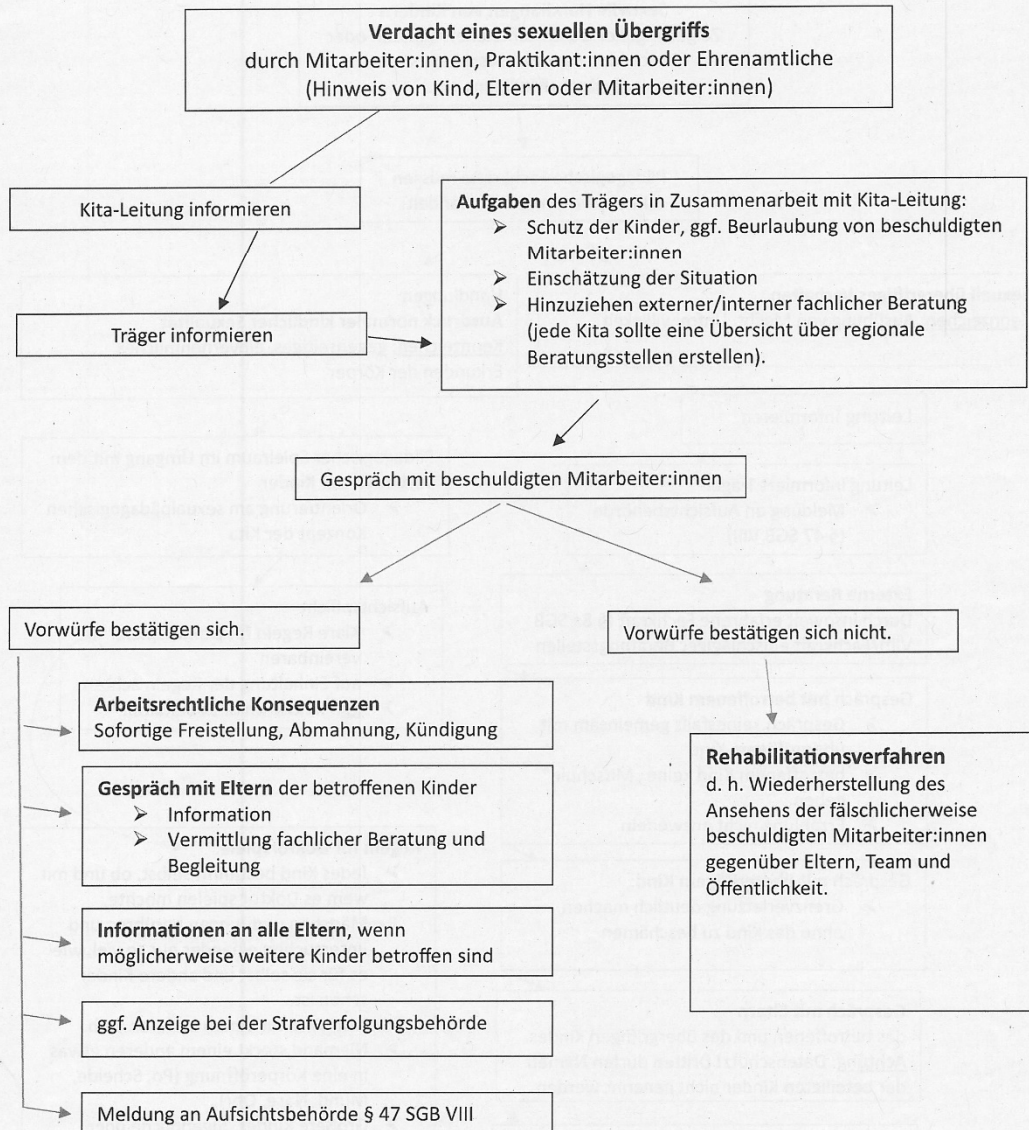 Verdacht eines sexuellen Übergriffs
durch Mitarbeiter:innen, Praktikant:innen oder Ehrenamtliche
(Hinweis von Kind, Eltern oder Mitarbeiter:innen)
Kita-Leitung informieren
Träger informieren
Aufgaben des Trägers in Zusammenarbeit mit Kita-Leitung:
➢ Schutz der Kinder, ggf. Beurlaubung von beschuldigten
Mitarbeiter:innen
➢ Einschätzung der Situation
➢ Hinzuziehen externer/interner fachlicher Beratung
(jede Kita sollte eine Übersicht über regionale
Beratungsstellen erstellen).
Gespräch mit beschuldigten Mitarbeiter:innen
Vorwürfe bestätigen sich.
Arbeitsrechtliche Konsequenzen
Sofortige Freistellung, Abmahnung, Kündigung
Gespräch mit Eltern der betroffenen Kinder
➢ Information
➢ Vermittlung fachlicher Beratung und
Begleitung
Informationen an alle Eltern, wenn
möglicherweise weitere Kinder betroffen sind
ggf. Anzeige bei der Strafverfolgungsbehörde
Meldung an Aufsichtsbehörde § 47 SGB VIII
Vorwürfe bestätigen sich nicht.
Rehabilitationsverfahren
d. h. Wiederherstellung des
Ansehens der fälschlicherweise
beschuldigten Mitarbeiter:innen
gegenüber Eltern, Team und
Öffentlichkeit.